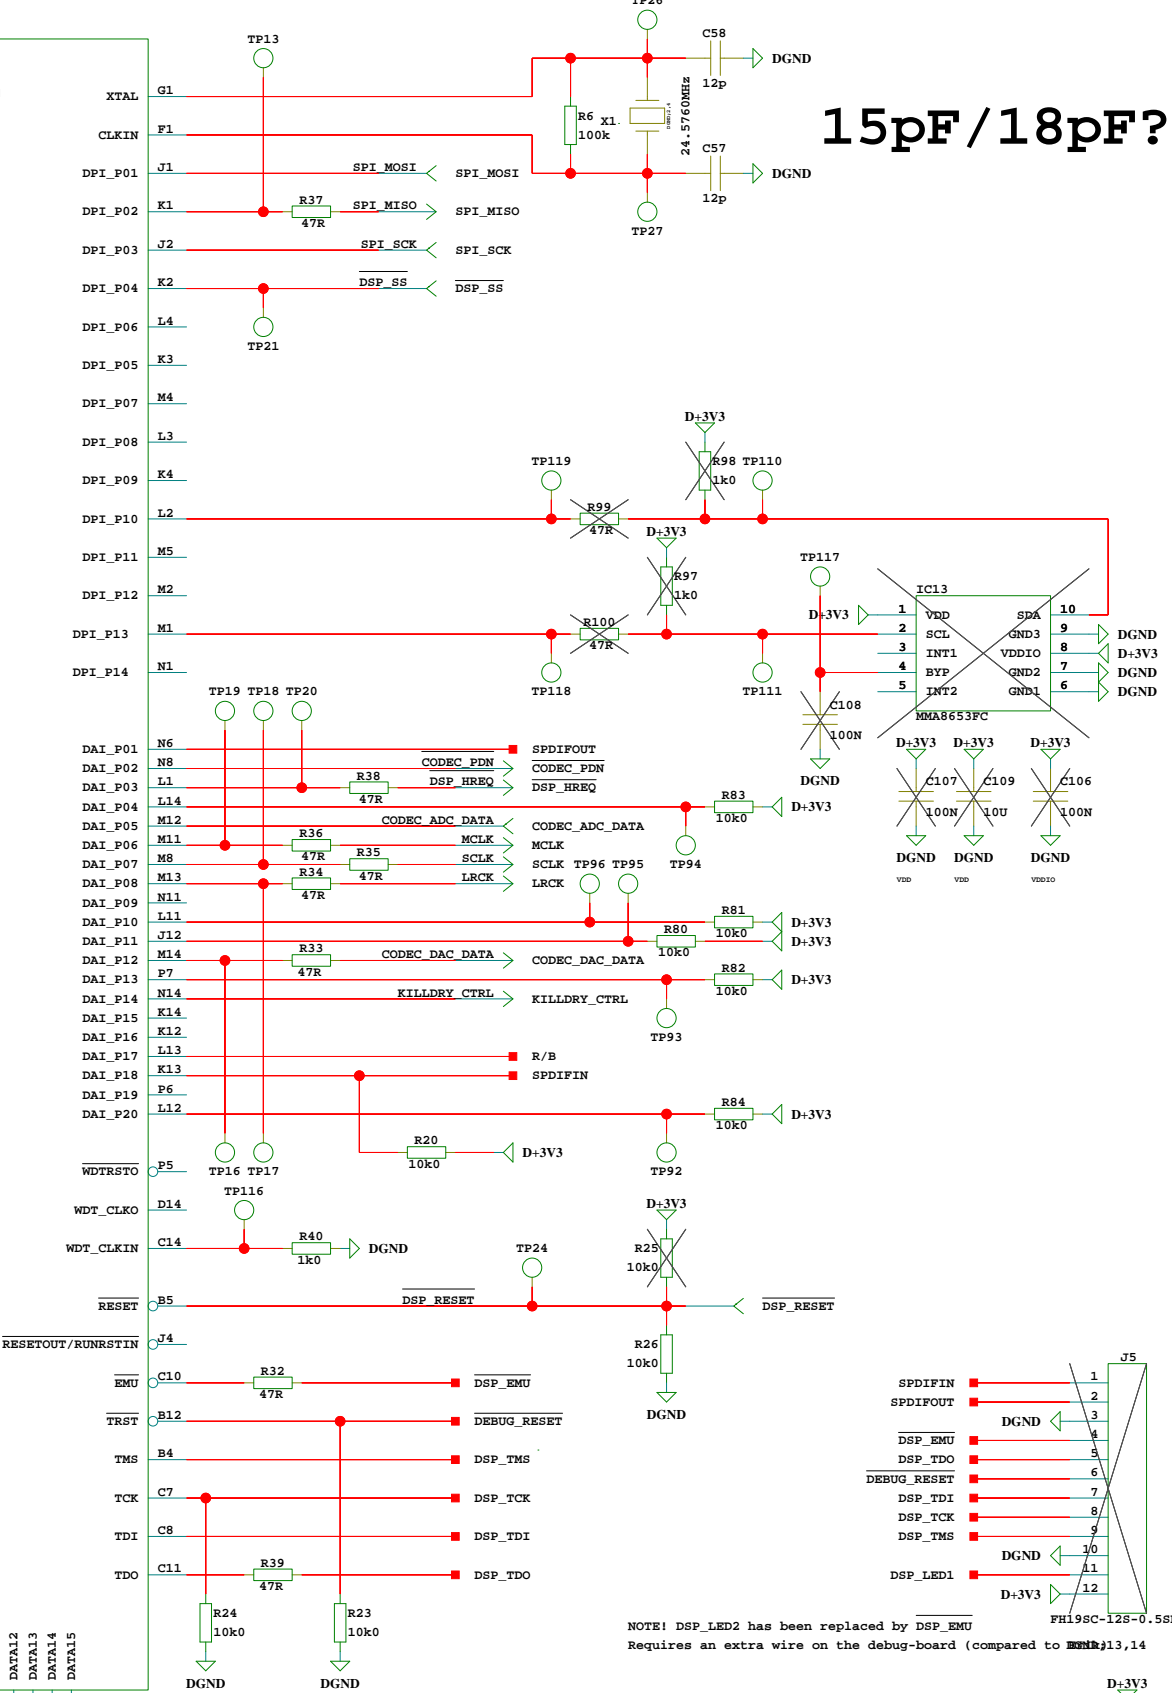 TP26
TP13
C58
DGND
12p
XTAL G1
R6 X1
100k
24.5760MHz
15pF/18pF?
CLKIN F1
C57
DGND
12p
DPI_P01 J1 SPI_MOSI SPI_MOSI
DPI_P02 K1 R37 47R SPI_MISO SPI_MISO
TP27
DPI_P03 J2 SPI_SCK SPI_SCK
DPI_P04 K2 DSP_SS DSP_SS
TP21
DPI_P06 L4
DPI_P05 K3
DPI_P07 M4
DPI_P08 L3
DPI_P09 K4
D+3V3
R98
1k0
TP119 TP110
DPI_P10 L2 R99 47R
D+3V3
R97
1k0
DPI_P11 M5
DPI_P12 M2
TP117
DPI_P13 M1 R100 47R
TP118 TP111
DPI_P14 N1
IC13
D+3V3 1 VDD SDA 10
2 SCL GND3 9 DGND
3 INT1 VDDIO 8 D+3V3
4 BYP GND2 7 DGND
5 INT2 GND1 6 DGND
MMA8653FC
C108
100N
DGND
D+3V3 D+3V3 D+3V3
C107 C109 C106
100N 10U 100N
DGND DGND DGND
VDD VDD VDDIO
TP19 TP18 TP20
DAI_P01 N6 SPDIFOUT
DAI_P02 N8 CODEC_PDN CODEC_PDN
DAI_P03 L1 R38 47R DSP_HREQ DSP_HREQ
DAI_P04 L14 R83 10k0 D+3V3
TP94
DAI_P05 M12 CODEC_ADC_DATA CODEC_ADC_DATA
DAI_P06 M11 R36 47R MCLK MCLK
DAI_P07 M8 R35 47R SCLK SCLK
TP96 TP95
DAI_P08 M13 R34 47R LRCK LRCK
DAI_P09 N11
DAI_P10 L11 R81 10k0 D+3V3
DAI_P11 J12 R80 10k0 D+3V3
DAI_P12 M14 R33 47R CODEC_DAC_DATA CODEC_DAC_DATA
DAI_P13 P7 R82 10k0 D+3V3
DAI_P14 N14 KILLDRY_CTRL KILLDRY_CTRL
TP93
DAI_P15 K14
DAI_P16 K12
DAI_P17 L13 R/B
DAI_P18 K13 SPDIFIN
DAI_P19 P6
DAI_P20 L12 R84 10k0 D+3V3
R20 10k0 D+3V3
TP92
TP16 TP17
WDTRSTO P5
TP116
WDT_CLKO D14
WDT_CLKIN C14 R40 1k0 DGND
D+3V3
R25
10k0
TP24
RESET B5 DSP_RESET DSP_RESET
R26
10k0
DGND
RESETOUT/RUNRSTIN J4
EMU C10 R32 47R DSP_EMU
TRST B12 DEBUG_RESET
TMS B4 DSP_TMS
TCK C7 DSP_TCK
TDI C8 DSP_TDI
TDO C11 R39 47R DSP_TDO
R24 R23
10k0 10k0
DGND DGND
J5
SPDIFIN 1
SPDIFOUT 2
DGND 3
DSP_EMU 4
DSP_TDO 5
DEBUG_RESET 6
DSP_TDI 7
DSP_TCK 8
DSP_TMS 9
DGND 10
DSP_LED1 11
D+3V3 12
FH19SC-12S-0.5S
NOTE! DSP_LED2 has been replaced by DSP_EMU
Requires an extra wire on the debug-board (compared to 13,14
D+3V3
DATA12
DATA13
DATA14
DATA15